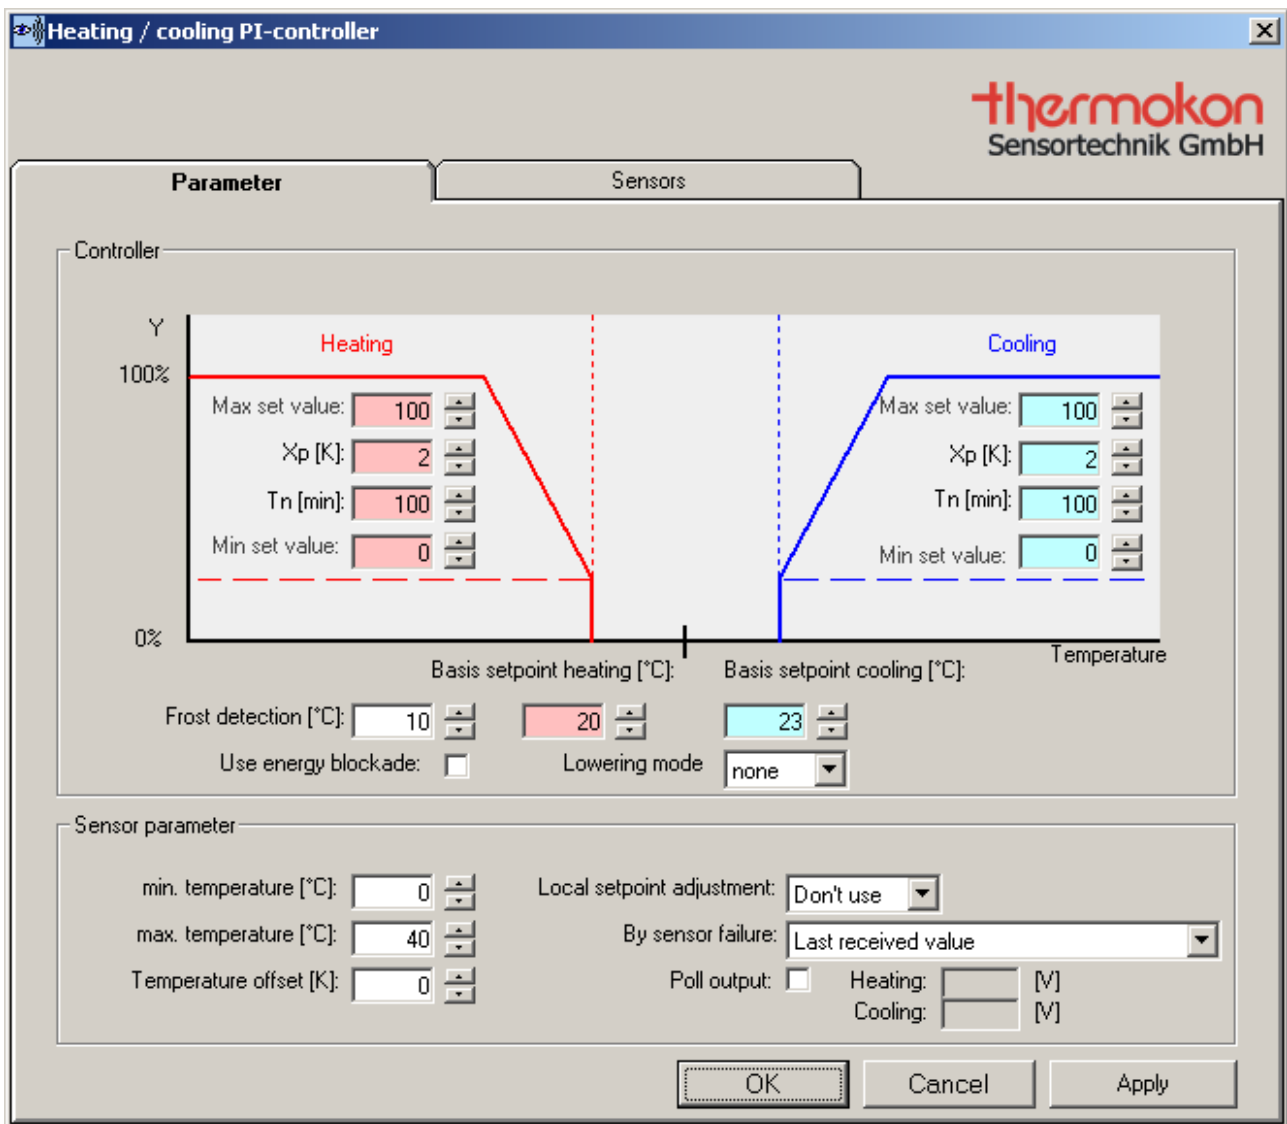 Heating / cooling PI-controller
thermokon
Sensortechnik GmbH
Parameter
Sensors
Controller
Y
Heating
Cooling
100%
Max set value: 100
Max set value: 100
Xp [K]: 2
Xp [K]: 2
Tn [min]: 100
Tn [min]: 100
Min set value: 0
Min set value: 0
0%
Temperature
Basis setpoint heating [°C]:
Basis setpoint cooling [°C]:
Frost detection [°C]: 10
20
23
Use energy blockade:
Lowering mode none
Sensor parameter
min. temperature [°C]: 0
Local setpoint adjustment: Don't use
max. temperature [°C]: 40
By sensor failure: Last received value
Temperature offset [K]: 0
Poll output:
Heating: [V]
Cooling: [V]
OK
Cancel
Apply